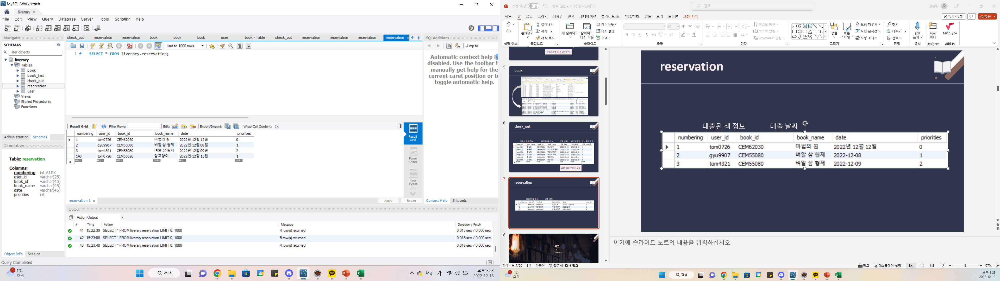 MySQL Workbench
liverary
File Edit View Query Database Server Tools Scripting Help
Navigator
SCHEMAS
Filter objects
liverary
Tables
book
book_test
check_out
reservation
user
Views
Stored Procedures
Functions
Administration Schemas
Information
Table: reservation
Columns:
numbering int AI PK
user_id varchar(25)
book_id varchar(45)
book_name varchar(45)
date varchar(45)
priorities int
Object Info Session
Query Completed
check_out reservation reservation book book book user book - Table check_out reservation reservation reservation reservation
Limit to 1000 rows
1 SELECT * FROM liverary.reservation;
Result Grid Filter Rows: Edit: Export/Import: Wrap Cell Content:
numbering user_id book_id book_name date priorities
1 tom0726 CEM62030 마법의 원 2022년 12월 12일 0
2 gyu9907 CEM55080 벼알 삼 형제 2022년 12월 08일 1
3 tom4321 CEM55080 벼알 삼 형제 2022년 12월 09일 2
140 tom0726 CEM55026 암고양이 2022년 12월 13일 1
NULL NULL NULL NULL NULL NULL
Result Grid
Form Editor
Field Types
reservation 1 Apply Revert
SQLAdditions
Jump to
Automatic context help is
disabled. Use the toolbar t
manually get help for the
current caret position or to
toggle automatic help.
Context Help Snippets
Output
Action Output
# Time Action Message Duration / Fetch
41 15:22:39 SELECT * FROM liverary.reservation LIMIT 0, 1000 4 row(s) returned 0.015 sec / 0.000 sec
42 15:23:08 SELECT * FROM liverary.reservation LIMIT 0, 1000 5 row(s) returned 0.015 sec / 0.000 sec
43 15:23:40 SELECT * FROM liverary.reservation LIMIT 0, 1000 4 row(s) returned 0.016 sec / 0.000 sec
1°C
흐림
검색
가
오후 3:23
2022-12-13
자동 저장 끔 발표.pptx • 이 PC에 저장됨
검색
진민주
파일 홈 삽입 그리기 디자인 전환 애니메이션 슬라이드 쇼 녹음/녹화 검토 보기 도움말 그림 서식
녹음/녹화 공유
붙여넣기 잘라내기 복사 서식 복사
새 슬라이드 슬라이드 다시 사용 레이아웃 다시 설정 구역
20
텍스트 방향 텍스트 맞춤 SmartArt로 변환
정렬 빠른 스타일 도형 채우기 도형 윤곽선 도형 효과
찾기 바꾸기 선택
받아쓰기 디자이너 MathType
실행 취소 클립보드 슬라이드 글꼴 단락 그리기 편집 음성 Designer Add-in
5 book
6 check_out
7 reservation
8 02
reservation
대출된 책 정보 대출 날짜
numbering user_id book_id book_name date priorities
1 tom0726 CEM62030 마법의 원 2022년 12월 12일 0
2 gyu9907 CEM55080 벼알 삼 형제 2022-12-08 1
3 tom4321 CEM55080 벼알 삼 형제 2022-12-09 2
여기에 슬라이드 노트의 내용을 입력하십시오
슬라이드 7/29 한국어 접근성: 조사 필요 메모 디스플레이 설정 97%
1°C
흐림
검색
오후 3:23
2022-12-13